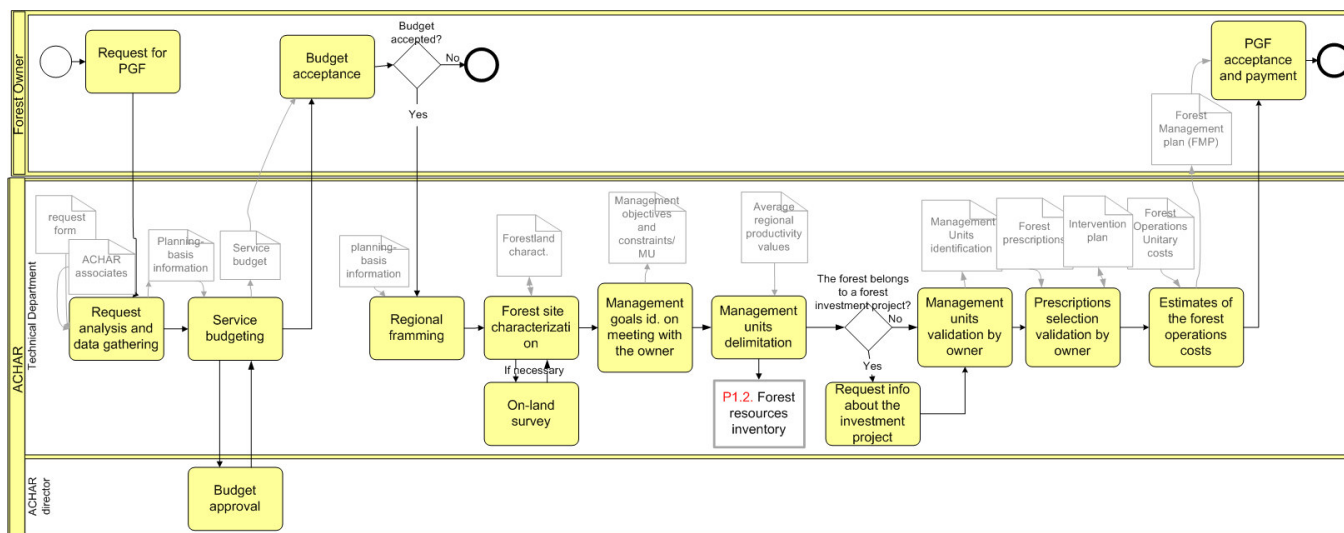 Forest Owner
Request for
PGF
Budget
acceptance
Budget
accepted?
No
Yes
PGF
acceptance
and payment
Forest
Management
plan (FMP)
ACHAR
Technical Department
request
form
ACHAR
associates
Planning-
basis
information
Service
budget
Request
analysis and
data gathering
Service
budgeting
planning-
basis
information
Regional
framming
Forestland
charact.
Forest site
characterizati
on
If necessary
On-land
survey
Management
objectives
and
constraints/
MU
Management
goals id. on
meeting with
the owner
Average
regional
productivity
values
Management
units
delimitation
P1.2. Forest
resources
inventory
The forest belongs
to a forest
investment project?
No
Yes
Request info
about the
investment
project
Management
Units
identification
Management
units
validation by
owner
Forest
prescriptions
Intervention
plan
Prescriptions
selection
validation by
owner
Forest
Operations
Unitary
costs
Estimates of
the forest
operations
costs
ACHAR
director
Budget
approval